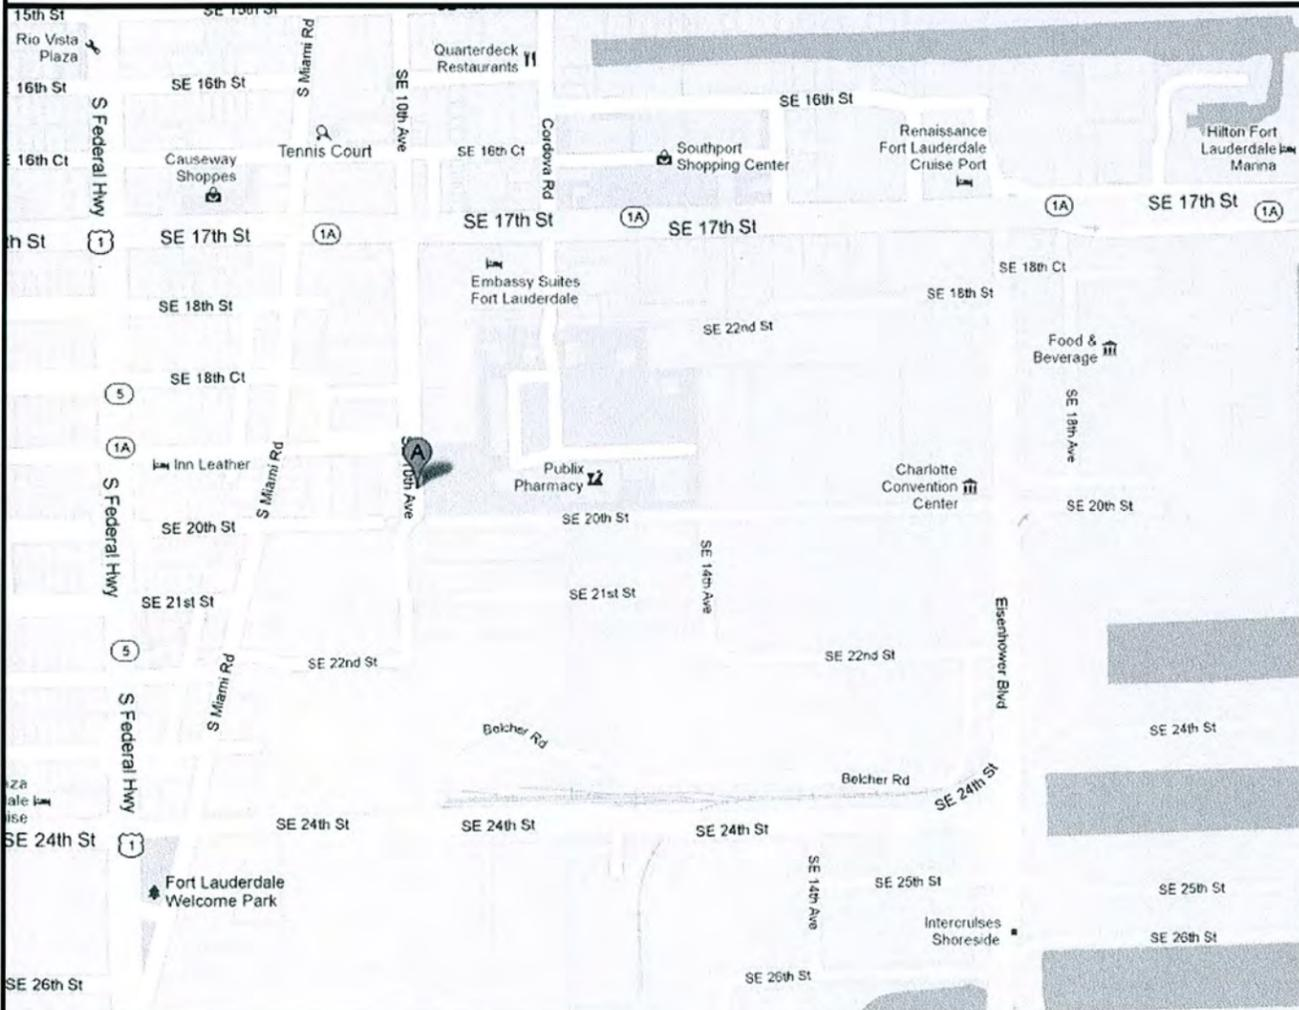 15th St
SE 15th St
Rio Vista
Plaza
S Miami Rd
Quarterdeck
Restaurants
16th St
SE 16th St
SE 10th Ave
SE 16th St
S Federal Hwy
Cordova Rd
Renaissance
Fort Lauderdale
Cruise Port
Hilton Fort
Lauderdale
Marina
E 16th Ct
Causeway
Shoppes
Tennis Court
SE 16th Ct
Southport
Shopping Center
1A
SE 17th St
1A
th St
1
SE 17th St
1A
SE 17th St
1A
SE 17th St
Embassy Suites
Fort Lauderdale
SE 18th Ct
SE 18th St
SE 18th St
SE 22nd St
Food &
Beverage
SE 18th Ct
5
SE 18th Ave
1A
Inn Leather
S Miami Rd
A
10th Ave
Publix
Pharmacy
Charlotte
Convention
Center
S Federal Hwy
SE 20th St
SE 20th St
SE 20th St
SE 14th Ave
SE 21st St
SE 21st St
Eisenhower Blvd
5
S Miami Rd
SE 22nd St
SE 22nd St
S Federal Hwy
Belcher Rd
SE 24th St
Belcher Rd
SE 24th St
za
ale
ise
SE 24th St
1
SE 24th St
SE 24th St
SE 24th St
Fort Lauderdale
Welcome Park
SE 14th Ave
SE 25th St
SE 25th St
Intercruises
Shoreside
SE 26th St
SE 26th St
SE 26th St